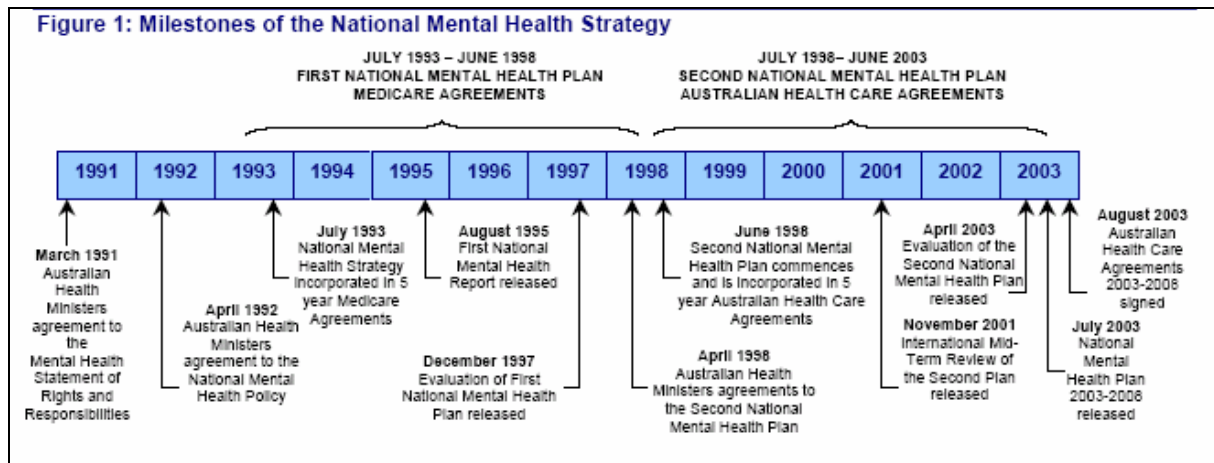 Figure 1: Milestones of the National Mental Health Strategy
JULY 1993 – JUNE 1998
FIRST NATIONAL MENTAL HEALTH PLAN
MEDICARE AGREEMENTS
JULY 1998– JUNE 2003
SECOND NATIONAL MENTAL HEALTH PLAN
AUSTRALIAN HEALTH CARE AGREEMENTS
1991 1992 1993 1994 1995 1996 1997 1998 1999 2000 2001 2002 2003
March 1991
Australian
Health
Ministers
agreement to
the
Mental Health
Statement of
Rights and
Responsibilities
April 1992
Australian Health
Ministers
agreement to the
National Mental
Health Policy
July 1993
National Mental
Health Strategy
incorporated in 5
year Medicare
Agreements
August 1995
First National
Mental Health
Report released
December 1997
Evaluation of First
National Mental Health
Plan released
April 1998
Australian Health
Ministers agreements to
the Second National
Mental Health Plan
June 1998
Second National Mental
Health Plan commences
and is incorporated in 5
year Australian Health Care
Agreements
November 2001
International Mid-
Term Review of
the Second Plan
released
April 2003
Evaluation of the
Second National
Mental Health Plan
released
July 2003
National
Mental
Health Plan
2003-2008
released
August 2003
Australian
Health Care
Agreements
2003-2008
signed